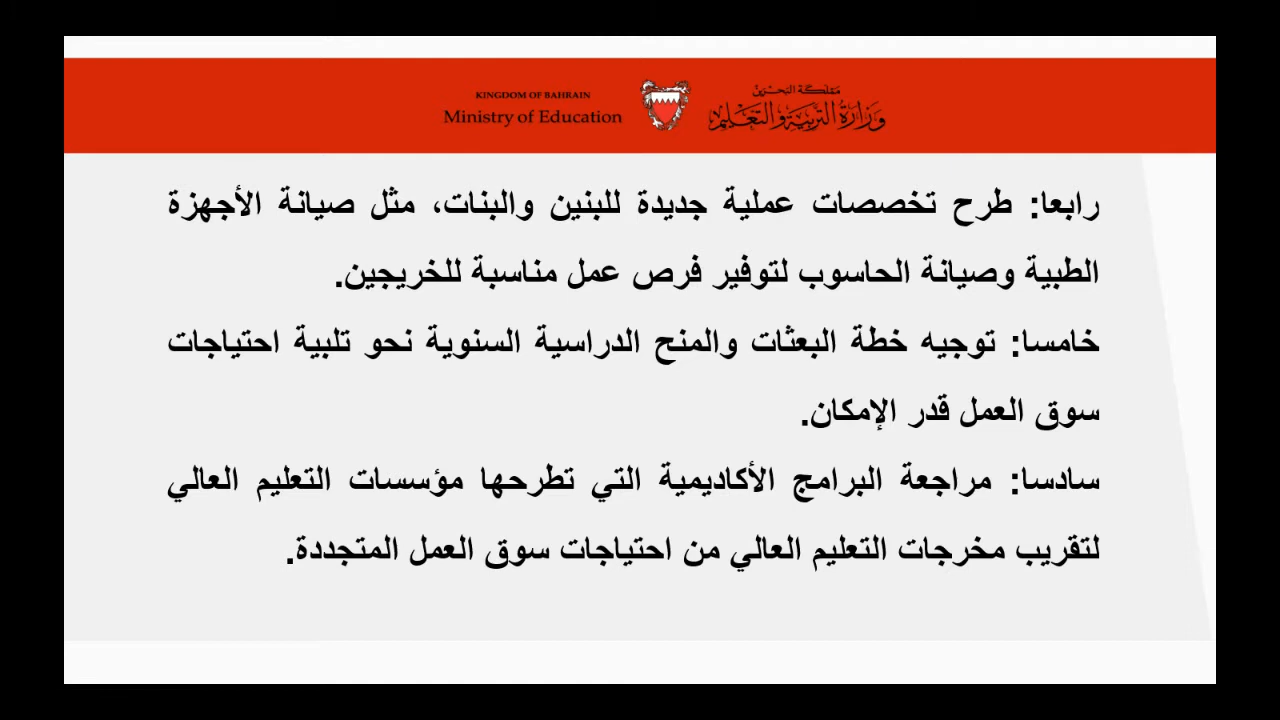 KINGDOM OF BAHRAIN
Ministry of Education
مملكة البحرين
وزارة التربية والتعليم
رابعا: طرح تخصصات عملية جديدة للبنين والبنات، مثل صيانة الأجهزة
الطبية وصيانة الحاسوب لتوفير فرص عمل مناسبة للخريجين.
خامسا: توجيه خطة البعثات والمنح الدراسية السنوية نحو تلبية احتياجات
سوق العمل قدر الإمكان.
سادسا: مراجعة البرامج الأكاديمية التي تطرحها مؤسسات التعليم العالي
لتقريب مخرجات التعليم العالي من احتياجات سوق العمل المتجددة.